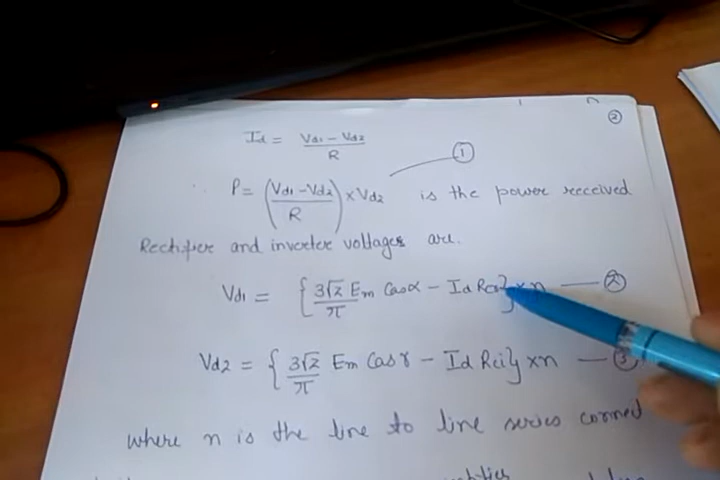 ②
Id = Vd1 - Vd2 / R
①
P = (Vd1 - Vd2 / R) × Vd2 is the power received
Rectifier and inverter voltages are.
Vd1 = { 3√2/π Em Cosα - Id Rci} × n — ②
Vd2 = { 3√2/π Em Cosγ - Id Rci} × n — ③
where n is the line to line series